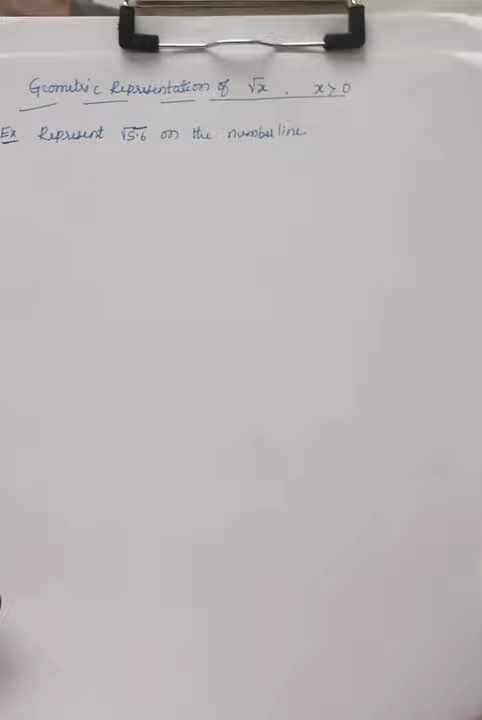 Geometric Representation of √x . x > 0
Ex Represent √5.6 on the number line